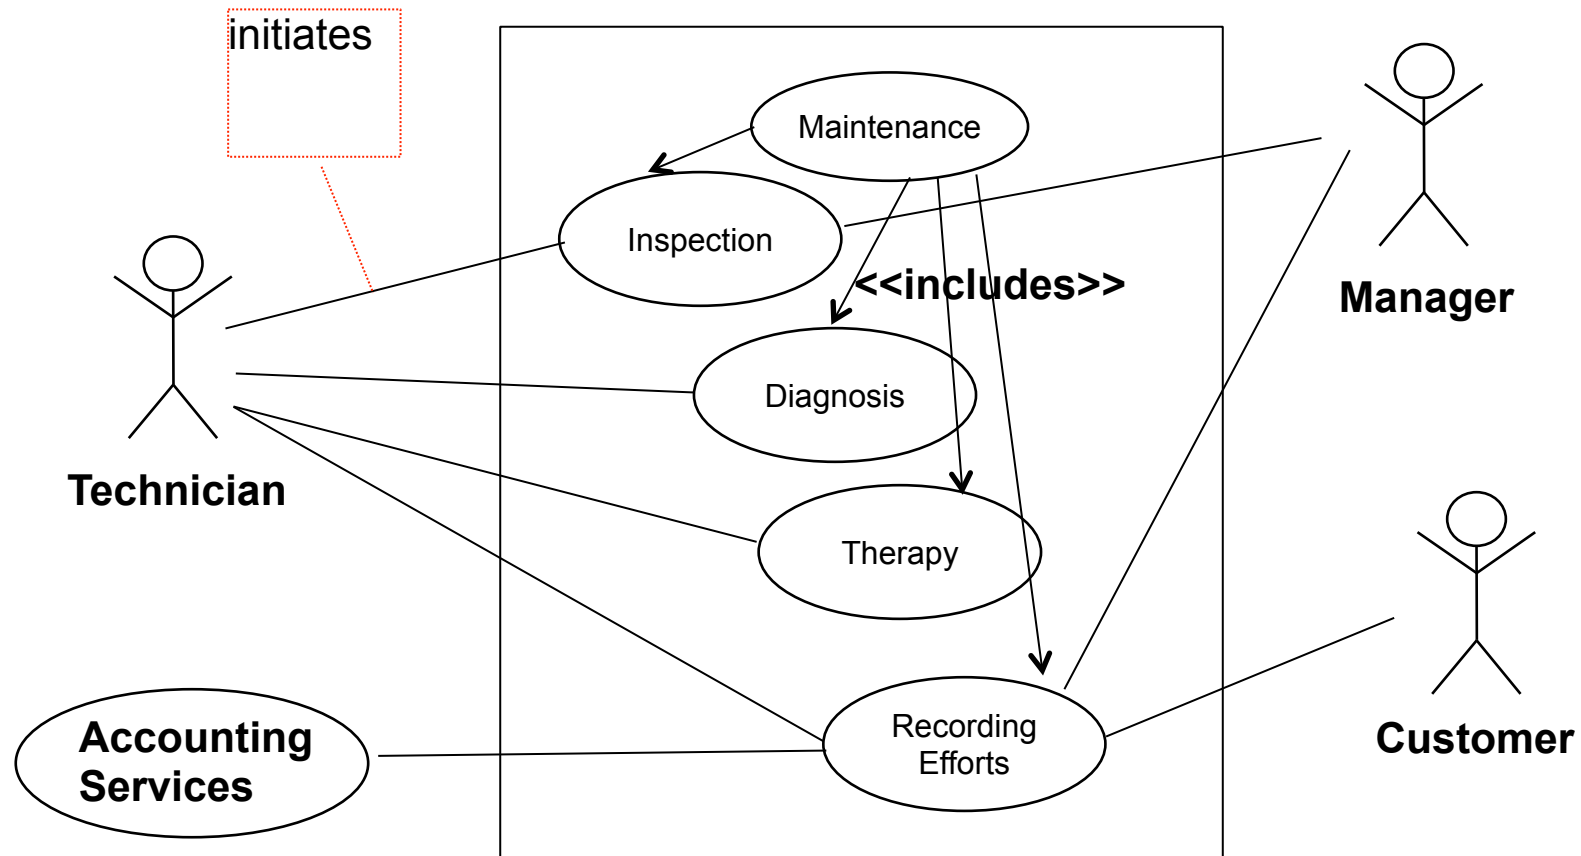 initiates
Maintenance
Inspection
<<includes>>
Manager
Diagnosis
Technician
Therapy
Recording
Efforts
Accounting
Services
Customer